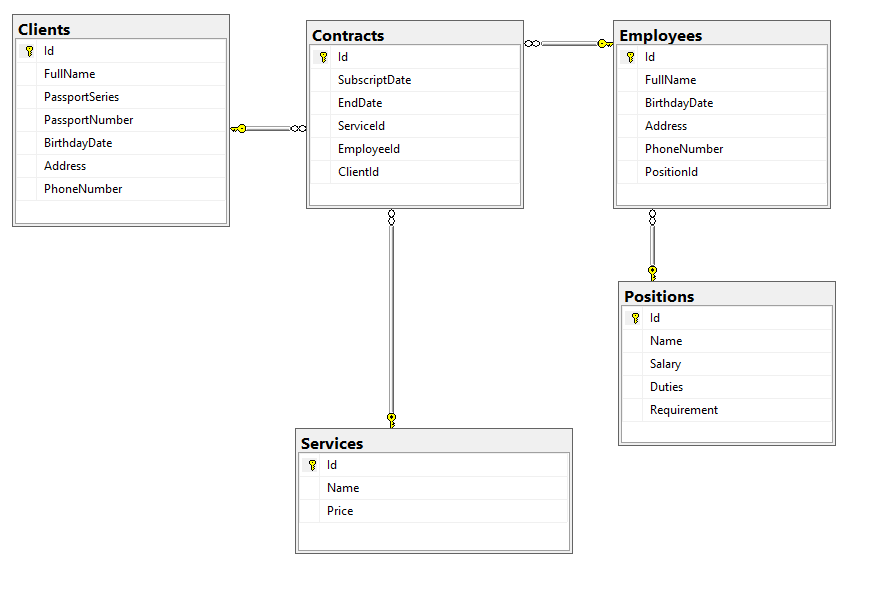 Clients
Id
FullName
PassportSeries
PassportNumber
BirthdayDate
Address
PhoneNumber
Contracts
Id
SubscriptDate
EndDate
ServiceId
EmployeeId
ClientId
Employees
Id
FullName
BirthdayDate
Address
PhoneNumber
PositionId
Positions
Id
Name
Salary
Duties
Requirement
Services
Id
Name
Price